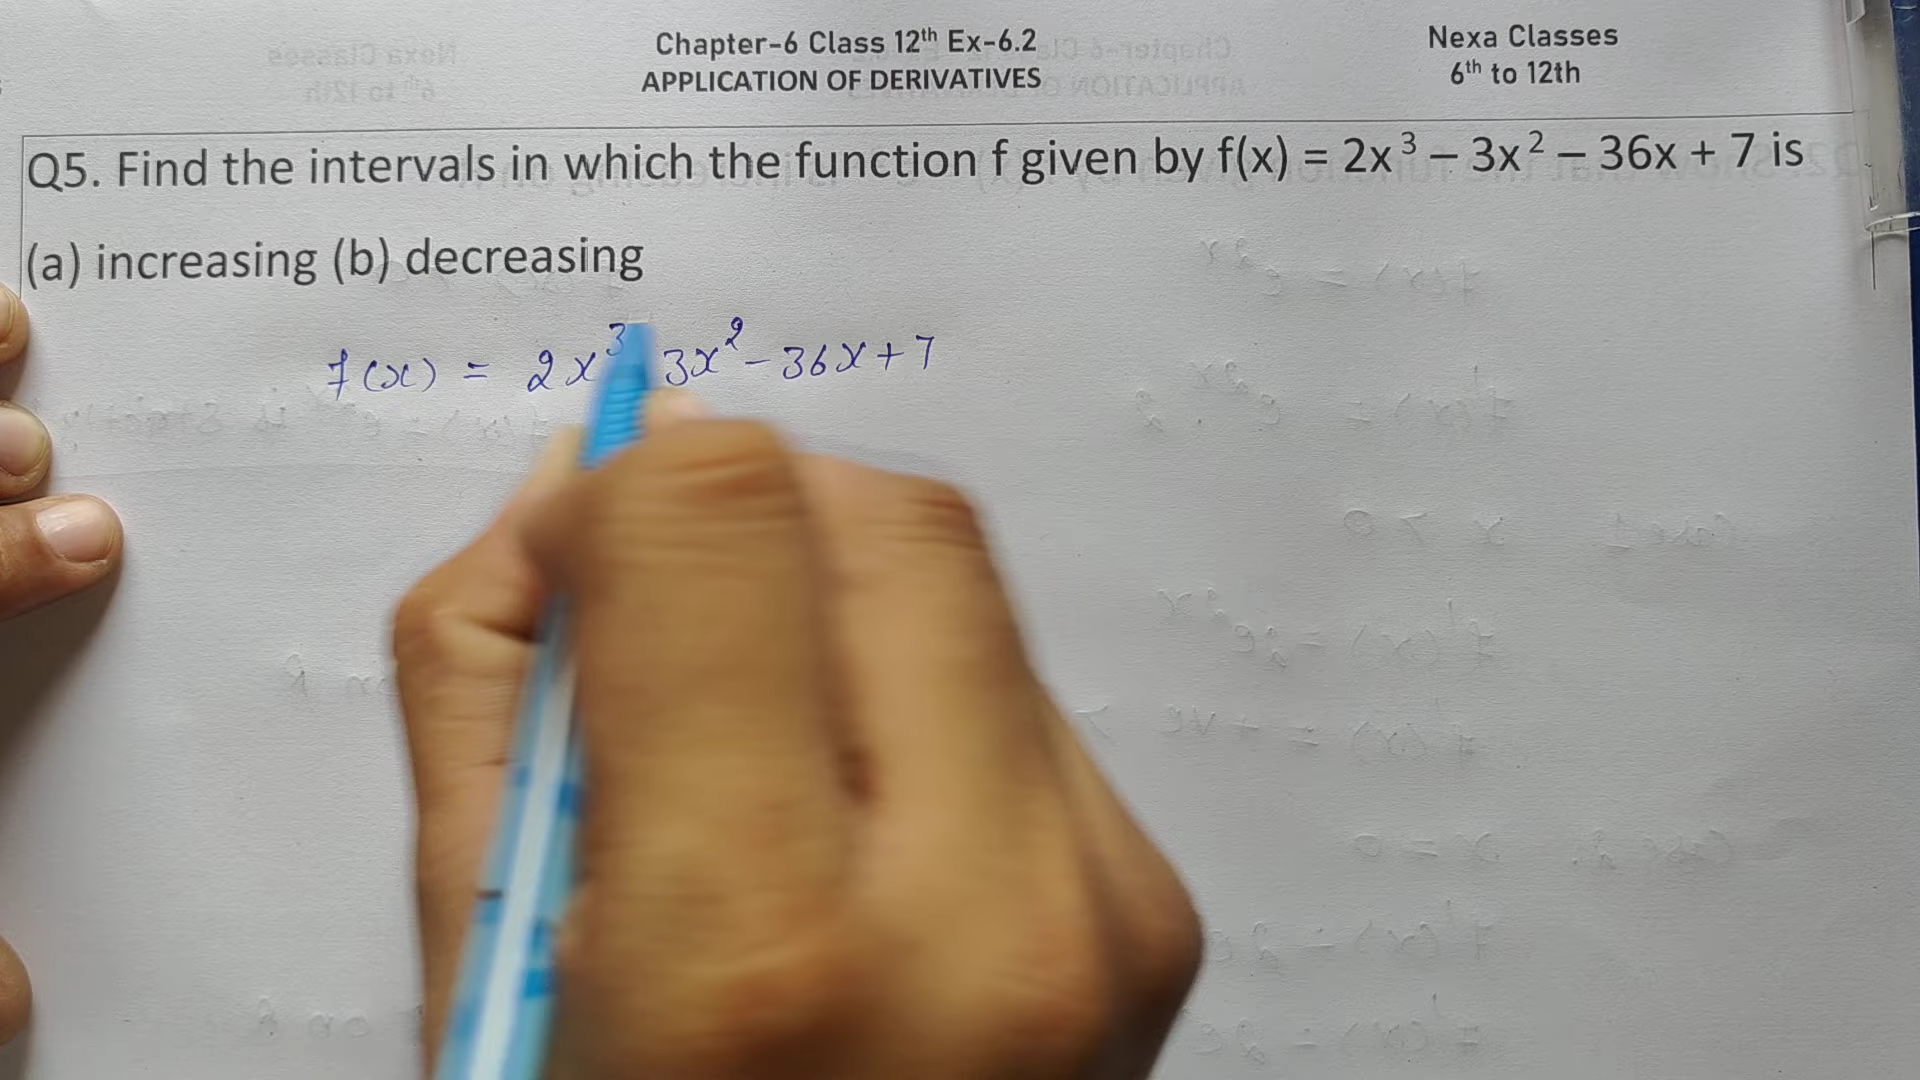 Chapter-6 Class 12th Ex-6.2
APPLICATION OF DERIVATIVES
Nexa Classes
6th to 12th
Q5. Find the intervals in which the function f given by f(x) = 2x³ – 3x² – 36x + 7 is
(a) increasing (b) decreasing
f(x) = 2x³ 3x² - 36x + 7